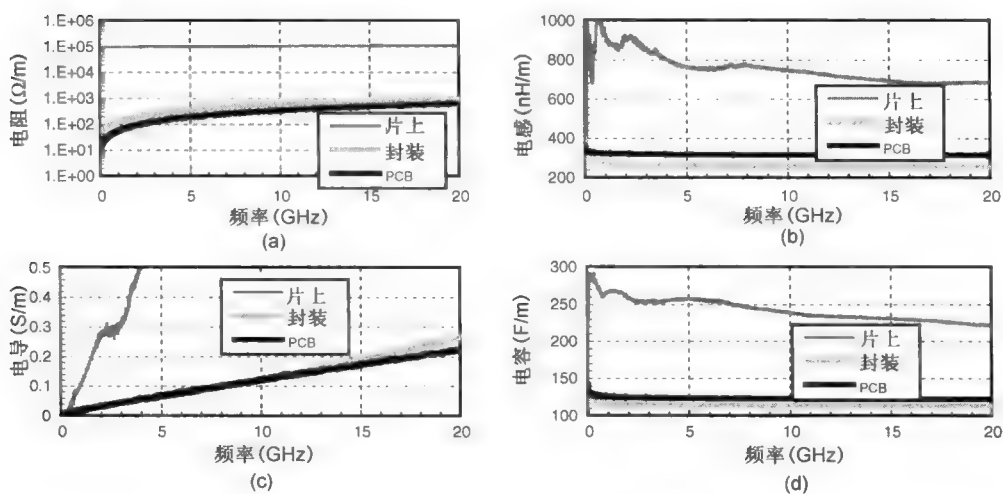 电阻(Ω/m)
1.E+06
1.E+05
1.E+04
1.E+03
1.E+02
1.E+01
1.E+00
片上
封装
PCB
0 5 10 15 20
频率(GHz)
(a)
电感(nH/m)
1000
800
600
400
200
片上
封装
PCB
0 5 10 15 20
频率(GHz)
(b)
电导(S/m)
0.5
0.4
0.3
0.2
0.1
0
片上
封装
PCB
0 5 10 15 20
频率(GHz)
(c)
电容(F/m)
300
250
200
150
100
片上
封装
PCB
0 5 10 15 20
频率(GHz)
(d)